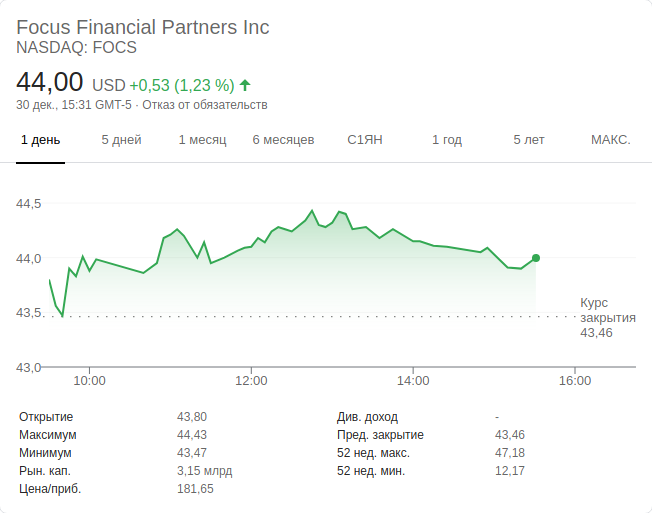 Focus Financial Partners Inc
NASDAQ: FOCS
44,00 USD +0,53 (1,23 %)
30 дек., 15:31 GMT-5 · Отказ от обязательств
1 день 5 дней 1 месяц 6 месяцев С1ЯН 1 год 5 лет МАКС.
44,5
44,0
43,5
43,0
Курс
закрытия
43,46
10:00 12:00 14:00 16:00
Открытие 43,80 Див. доход -
Максимум 44,43 Пред. закрытие 43,46
Минимум 43,47 52 нед. макс. 47,18
Рын. кап. 3,15 млрд 52 нед. мин. 12,17
Цена/приб. 181,65